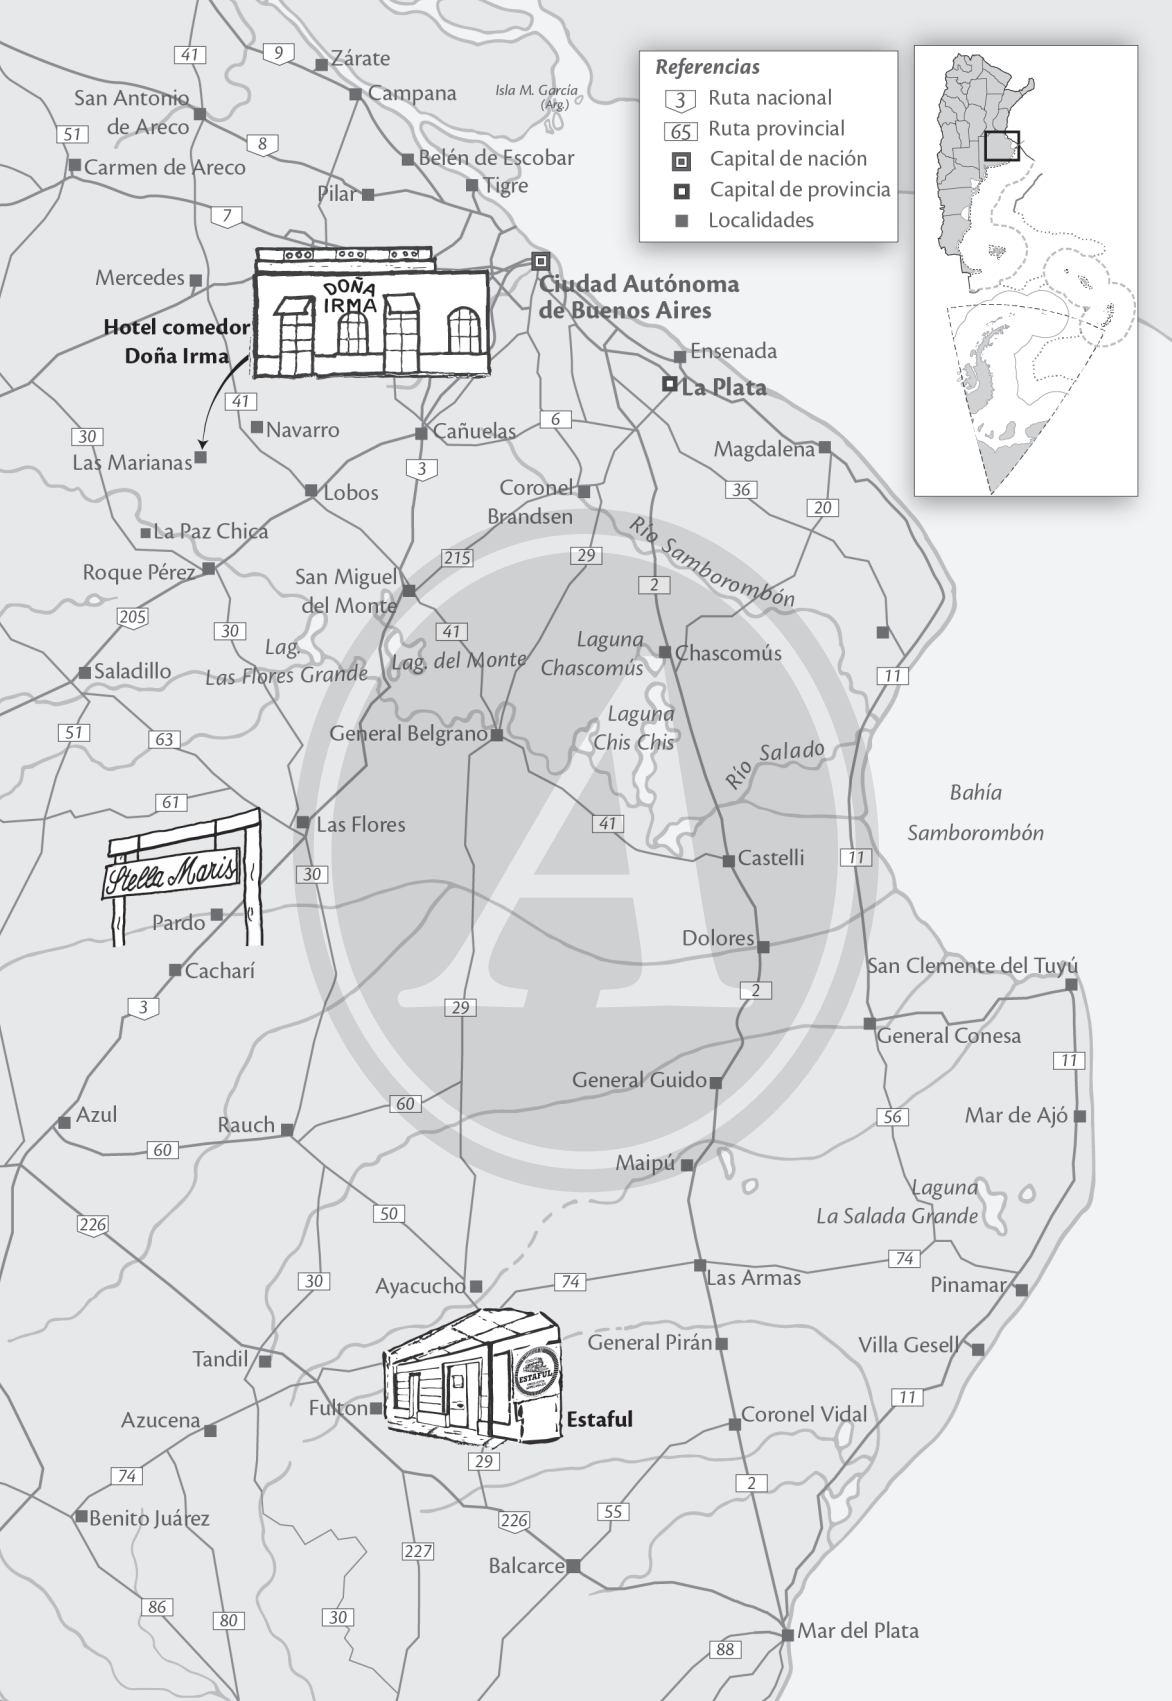 41
9
Zárate
Campana
San Antonio
de Areco
Isla M. García
(Arg.)
51
8
Carmen de Areco
Belén de Escobar
Pilar
Tigre
7
Referencias
3 Ruta nacional
65 Ruta provincial
Capital de nación
Capital de provincia
Localidades
Mercedes
DOÑA
IRMA
Ciudad Autónoma
de Buenos Aires
Hotel comedor
Doña Irma
Ensenada
La Plata
41
30
Navarro
Cañuelas
6
Las Marianas
3
Magdalena
Lobos
Coronel
Brandsen
36
20
La Paz Chica
Río Samborombón
Roque Pérez
215
29
2
San Miguel
del Monte
205
30
41
Lag.
Las Flores Grande
Lag. del Monte
Laguna
Chascomús
Chascomús
Saladillo
11
51
63
General Belgrano
Laguna
Chis Chis
Río Salado
61
Bahía
Samborombón
Las Flores
41
Castelli
11
Stella Maris
30
Pardo
Dolores
Cacharí
San Clemente del Tuyú
2
3
29
General Conesa
11
General Guido
60
Azul
Rauch
56
Mar de Ajó
60
Maipú
Laguna
La Salada Grande
226
50
74
30
Ayacucho
74
Las Armas
Pinamar
General Pirán
Villa Gesell
Tandil
ESTAFUL
11
Fulton
Estaful
Azucena
Coronel Vidal
29
74
2
Benito Juárez
226
55
227
Balcarce
86
80
30
Mar del Plata
88